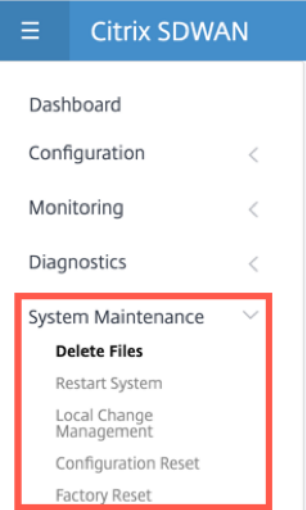 Citrix SDWAN
Dashboard
Configuration
Monitoring
Diagnostics
System Maintenance
Delete Files
Restart System
Local Change
Management
Configuration Reset
Factory Reset